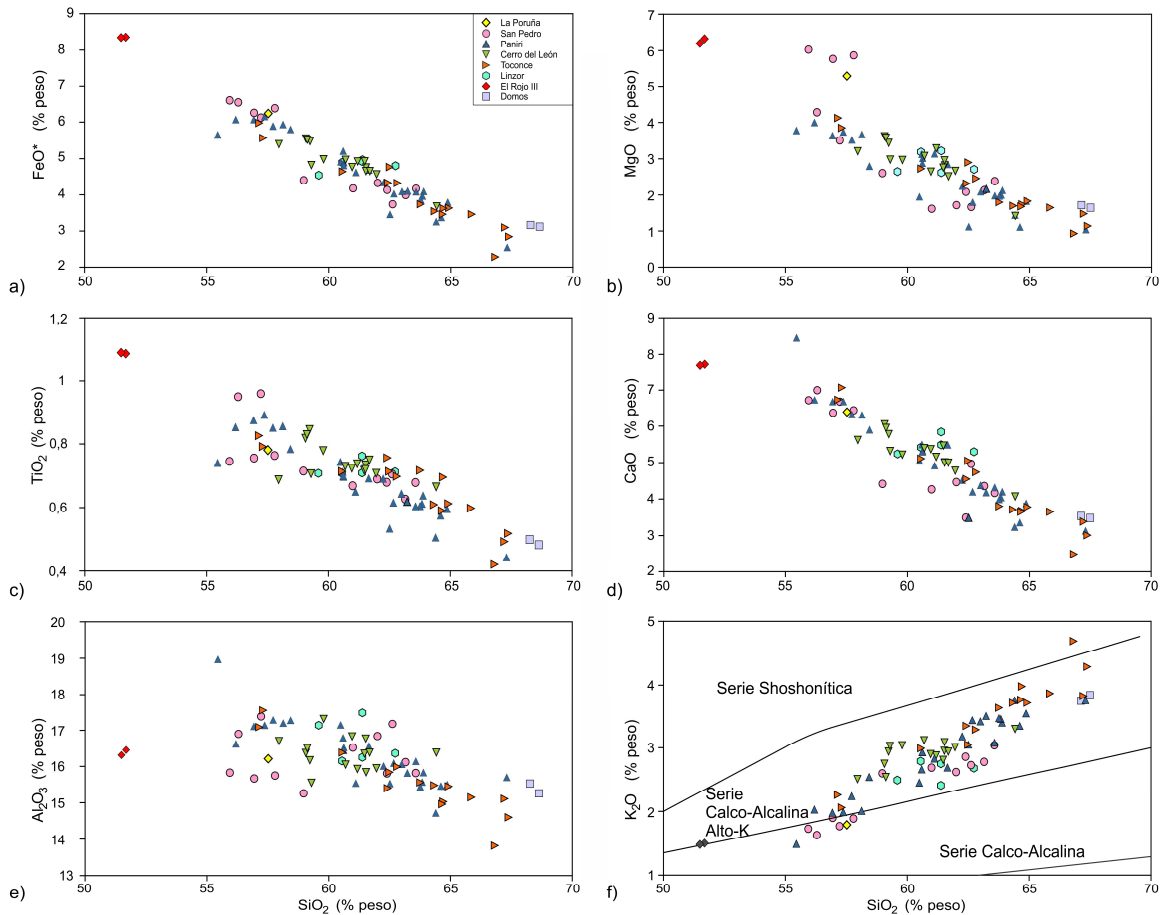 9
8
7
6
5
4
3
2
FeO* (% peso)
50
55
60
65
70
a)
La Poruña
San Pedro
Paniri
Cerro del León
Toconce
Linzor
El Rojo III
Domos
7
6
5
4
3
2
1
0
MgO (% peso)
50
55
60
65
70
b)
1,2
1
0,8
0,6
0,4
TiO2 (% peso)
50
55
60
65
70
c)
9
8
7
6
5
4
3
2
CaO (% peso)
50
55
60
65
70
d)
20
19
18
17
16
15
14
13
Al2O3 (% peso)
50
55
60
65
70
SiO2 (% peso)
e)
5
4
3
2
1
K2O (% peso)
Serie Shoshonítica
Serie
Calco-Alcalina
Alto-K
Serie Calco-Alcalina
50
55
60
65
70
SiO2 (% peso)
f)